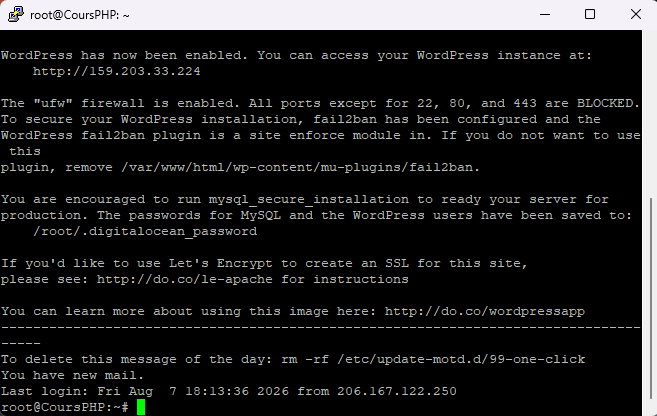 root@CoursPHP: ~
WordPress has now been enabled. You can access your WordPress instance at:
    http://159.203.33.224
The "ufw" firewall is enabled. All ports except for 22, 80, and 443 are BLOCKED.
To secure your WordPress installation, fail2ban has been configured and the
WordPress fail2ban plugin is a site enforce module in. If you do not want to use
 this
plugin, remove /var/www/html/wp-content/mu-plugins/fail2ban.
You are encouraged to run mysql_secure_installation to ready your server for
production. The passwords for MySQL and the WordPress users have been saved to:
    /root/.digitalocean_password
If you'd like to use Let's Encrypt to create an SSL for this site,
please see: http://do.co/le-apache for instructions
You can learn more about using this image here: http://do.co/wordpressapp
--------------------------------------------------------------------------------
-----
To delete this message of the day: rm -rf /etc/update-motd.d/99-one-click
You have new mail.
Last login: Fri Aug  7 18:13:36 2026 from 206.167.122.250
root@CoursPHP:~#